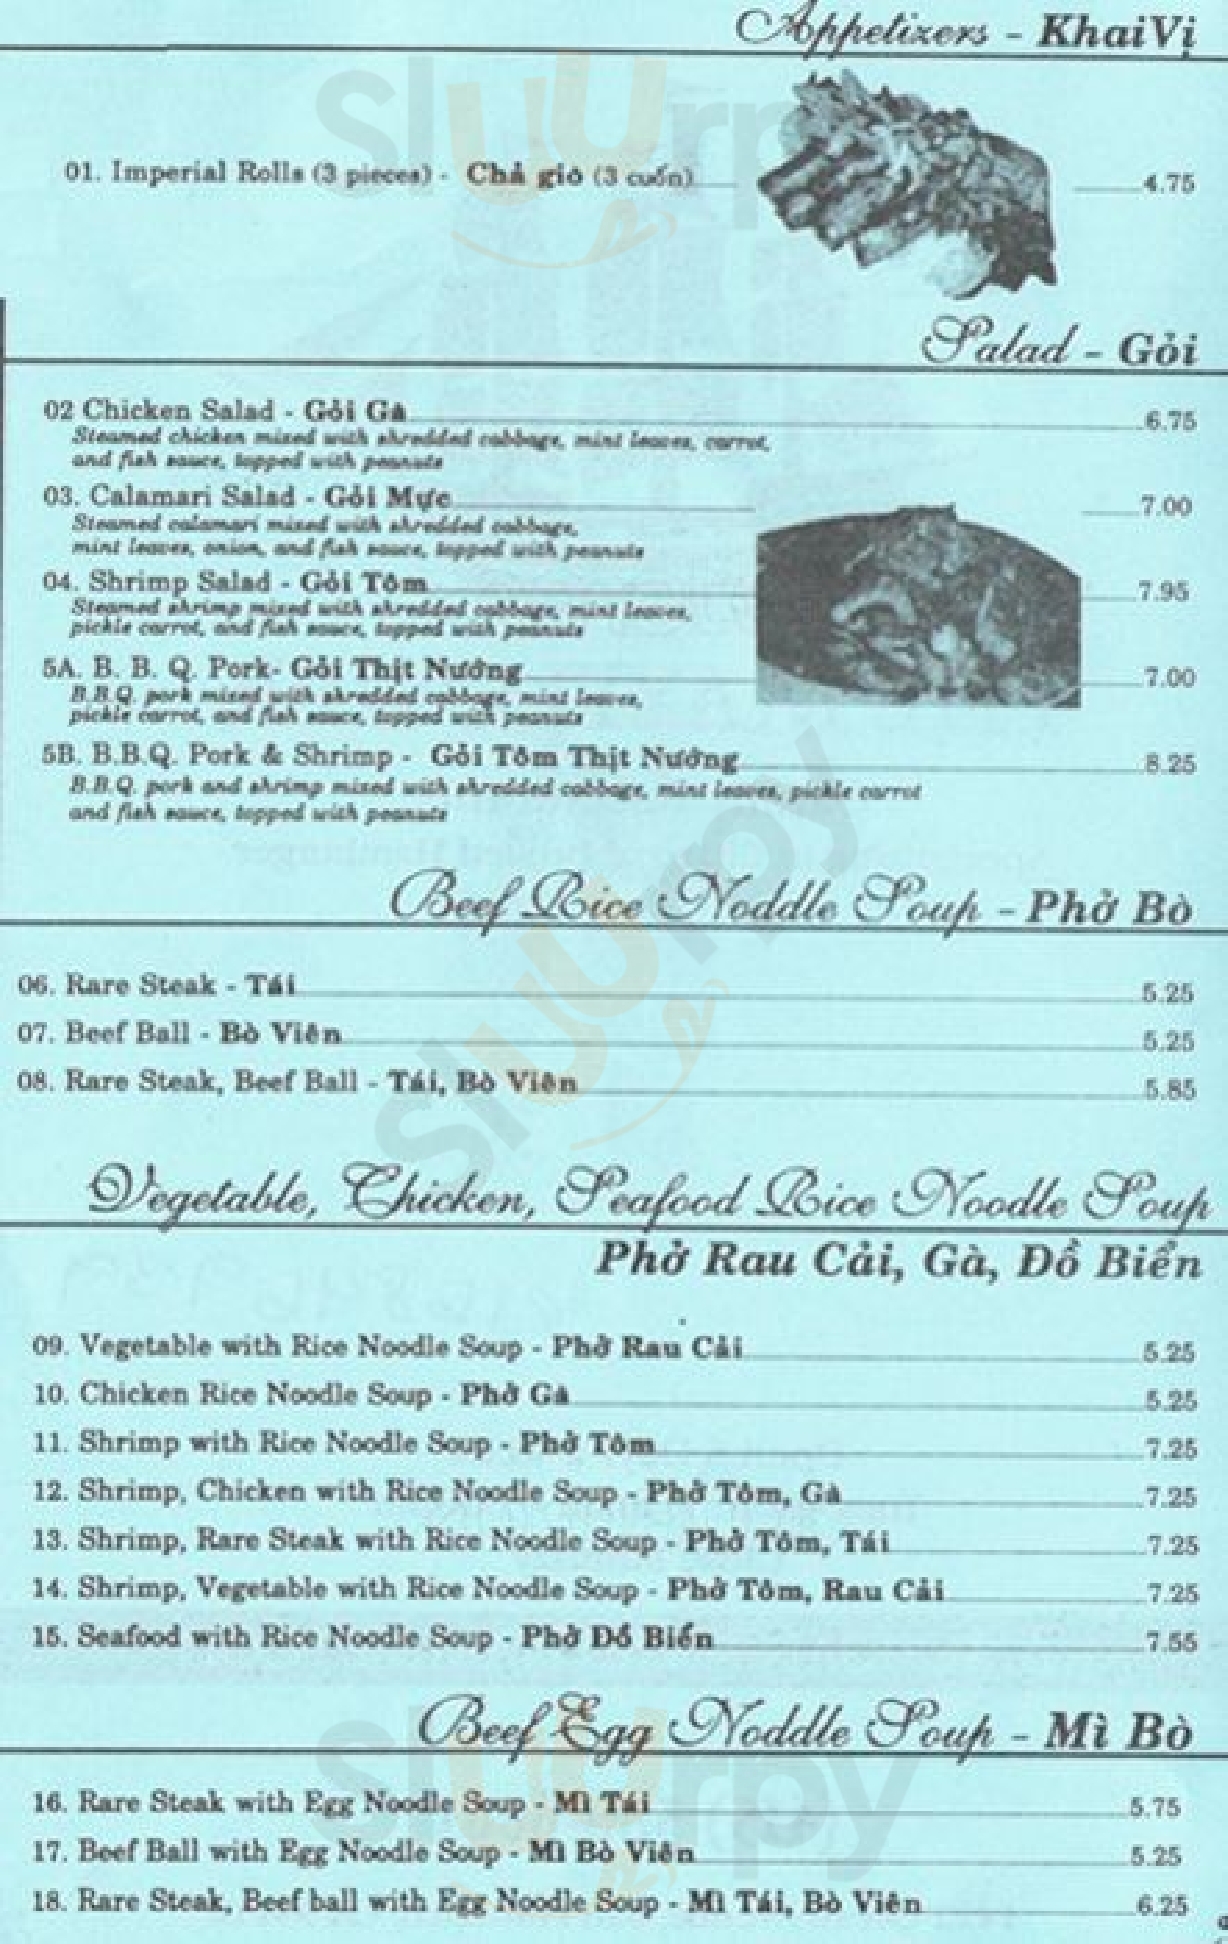 Appetizers - Khai Vị
01. Imperial Rolls (3 pieces) - Chả giò (3 cuốn) 4.75
Salad - Gỏi
02 Chicken Salad - Gỏi Gà 6.75
Steamed chicken mixed with shredded cabbage, mint leaves, carrot,
and fish sauce, topped with peanuts
03. Calamari Salad - Gỏi Mực 7.00
Steamed calamari mixed with shredded cabbage,
mint leaves, onion, and fish sauce, topped with peanuts
04. Shrimp Salad - Gỏi Tôm 7.95
Steamed shrimp mixed with shredded cabbage, mint leaves,
pickle carrot, and fish sauce, topped with peanuts
5A. B. B. Q. Pork- Gỏi Thịt Nướng 7.00
B.B.Q. pork mixed with shredded cabbage, mint leaves,
pickle carrot, and fish sauce, topped with peanuts
5B. B.B.Q. Pork & Shrimp - Gỏi Tôm Thịt Nướng 8.25
B.B.Q. pork and shrimp mixed with shredded cabbage, mint leaves, pickle carrot
and fish sauce, topped with peanuts
Beef Rice Noddle Soup - Phở Bò
06. Rare Steak - Tái 5.25
07. Beef Ball - Bò Viên 5.25
08. Rare Steak, Beef Ball - Tái, Bò Viên 5.85
Vegetable, Chicken, Seafood Rice Noodle Soup
Phở Rau Cải, Gà, Đồ Biển
09. Vegetable with Rice Noodle Soup - Phở Rau Cải 5.25
10. Chicken Rice Noodle Soup - Phở Gà 5.25
11. Shrimp with Rice Noodle Soup - Phở Tôm 7.25
12. Shrimp, Chicken with Rice Noodle Soup - Phở Tôm, Gà 7.25
13. Shrimp, Rare Steak with Rice Noodle Soup - Phở Tôm, Tái 7.25
14. Shrimp, Vegetable with Rice Noodle Soup - Phở Tôm, Rau Cải 7.25
15. Seafood with Rice Noodle Soup - Phở Đồ Biển 7.55
Beef Egg Noddle Soup - Mì Bò
16. Rare Steak with Egg Noodle Soup - Mì Tái 5.75
17. Beef Ball with Egg Noodle Soup - Mì Bò Viên 5.25
18. Rare Steak, Beef ball with Egg Noodle Soup - Mì Tái, Bò Viên 6.25
Slurpy
Slurpy
Slurpy